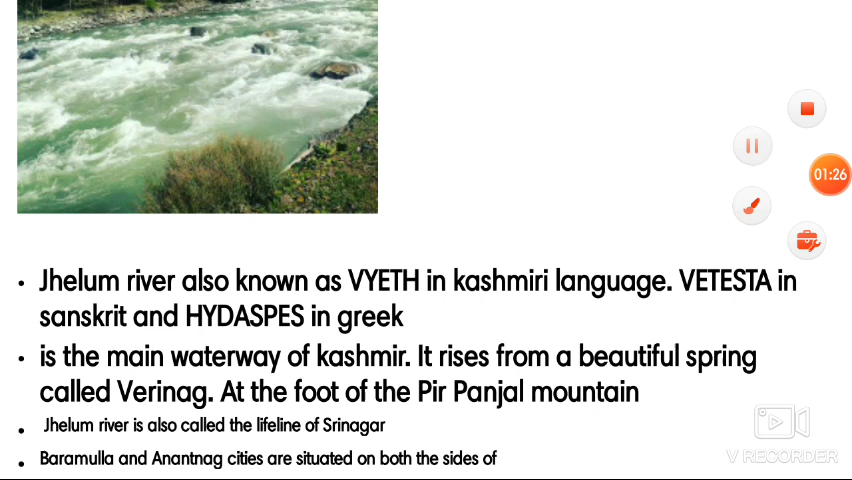 01:26
Jhelum river also known as VYETH in kashmiri language. VETESTA in
sanskrit and HYDASPES in greek
is the main waterway of kashmir. It rises from a beautiful spring
called Verinag. At the foot of the Pir Panjal mountain
Jhelum river is also called the lifeline of Srinagar
Baramulla and Anantnag cities are situated on both the sides of
V RECORDER